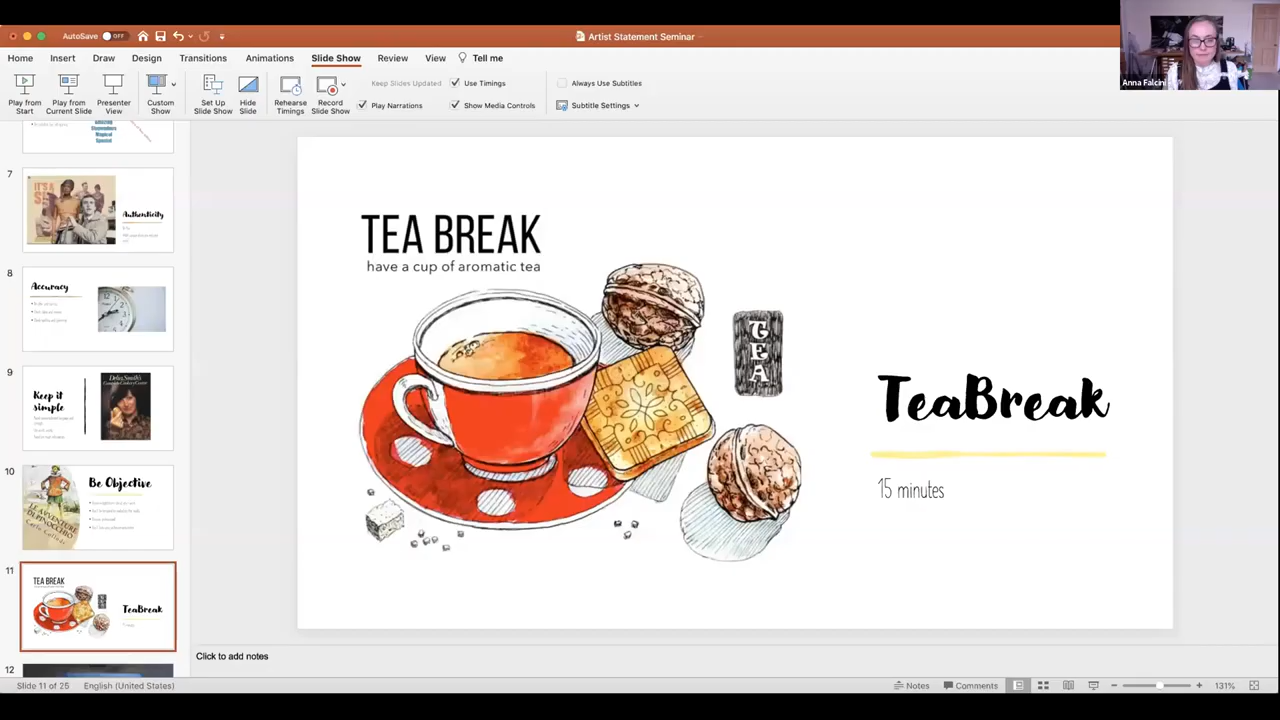 AutoSave
OFF
Artist Statement Seminar
Home
Insert
Draw
Design
Transitions
Animations
Slide Show
Review
View
Tell me
Play from
Start
Play from
Current Slide
Presenter
View
Custom
Show
Set Up
Slide Show
Hide
Slide
Rehearse
Timings
Record
Slide Show
Keep Slides Updated
Use Timings
Play Narrations
Show Media Controls
Always Use Subtitles
Subtitle Settings
Anna Falcini
Magical
Special
7
IT'S A
Authenticity
8
Accuracy
9
Keep it
simple
Delia Smith's
10
Be Objective
11
TEA BREAK
TeaBreak
12
TEA BREAK
have a cup of aromatic tea
TEA
TeaBreak
15 minutes
Click to add notes
Slide 11 of 25
English (United States)
Notes
Comments
131%